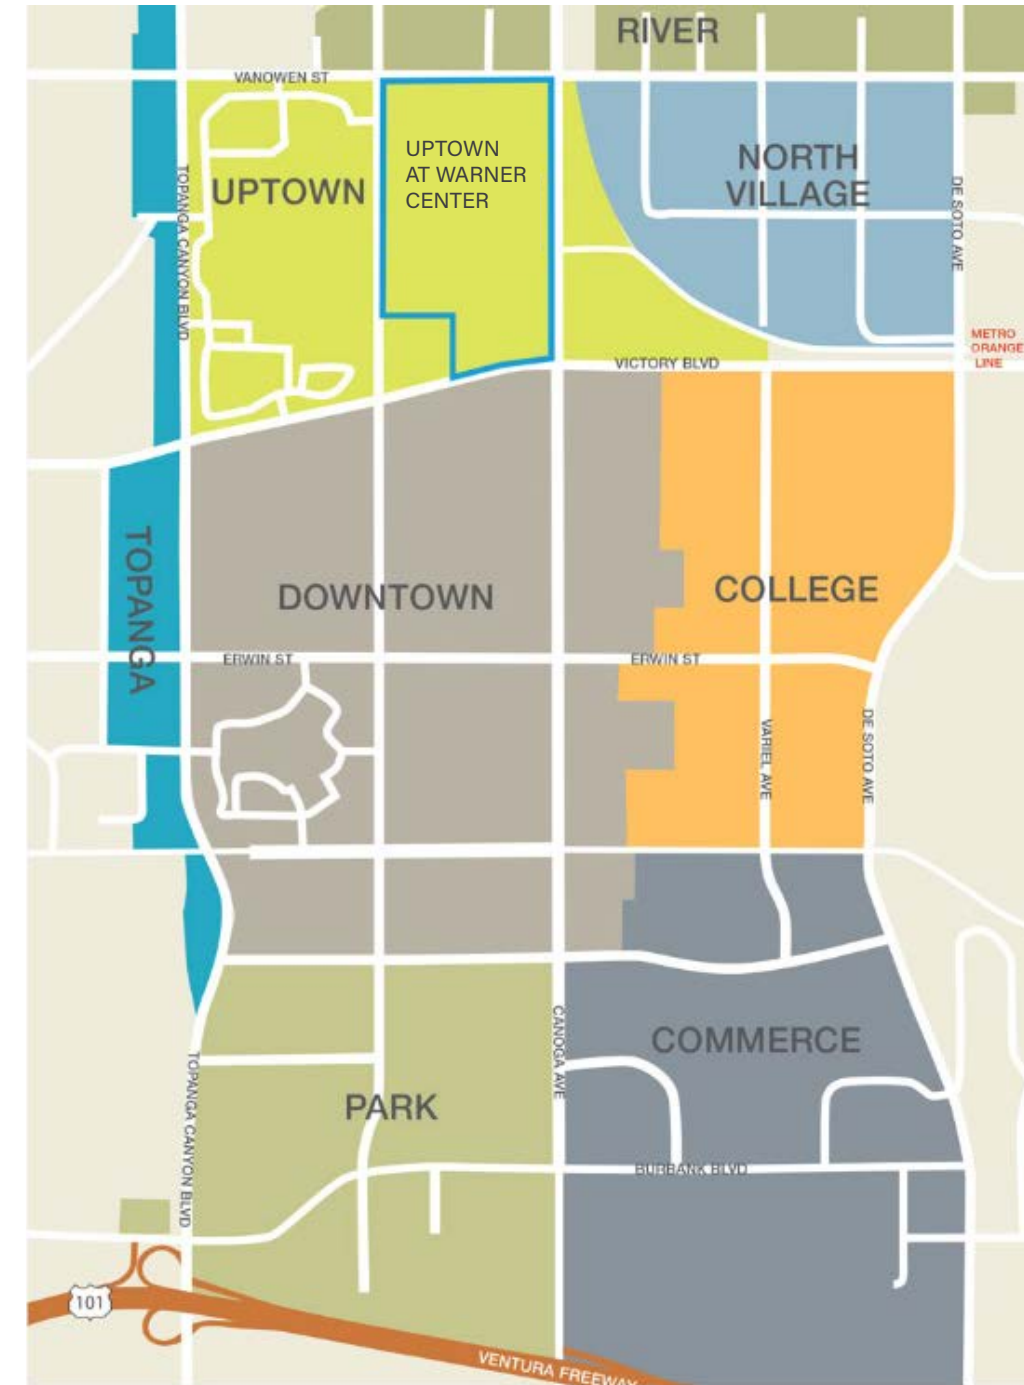 RIVER
VANOWEN ST
UPTOWN
AT WARNER
CENTER
NORTH
VILLAGE
UPTOWN
TOPANGA CANYON BLVD
DE SOTO AVE
METRO
ORANGE
LINE
VICTORY BLVD
TOPANGA
DOWNTOWN
COLLEGE
ERWIN ST
ERWIN ST
VARIEL AVE
DE SOTO AVE
CANOGA AVE
COMMERCE
TOPANGA CANYON BLVD
PARK
BURBANK BLVD
101
VENTURA FREEWAY